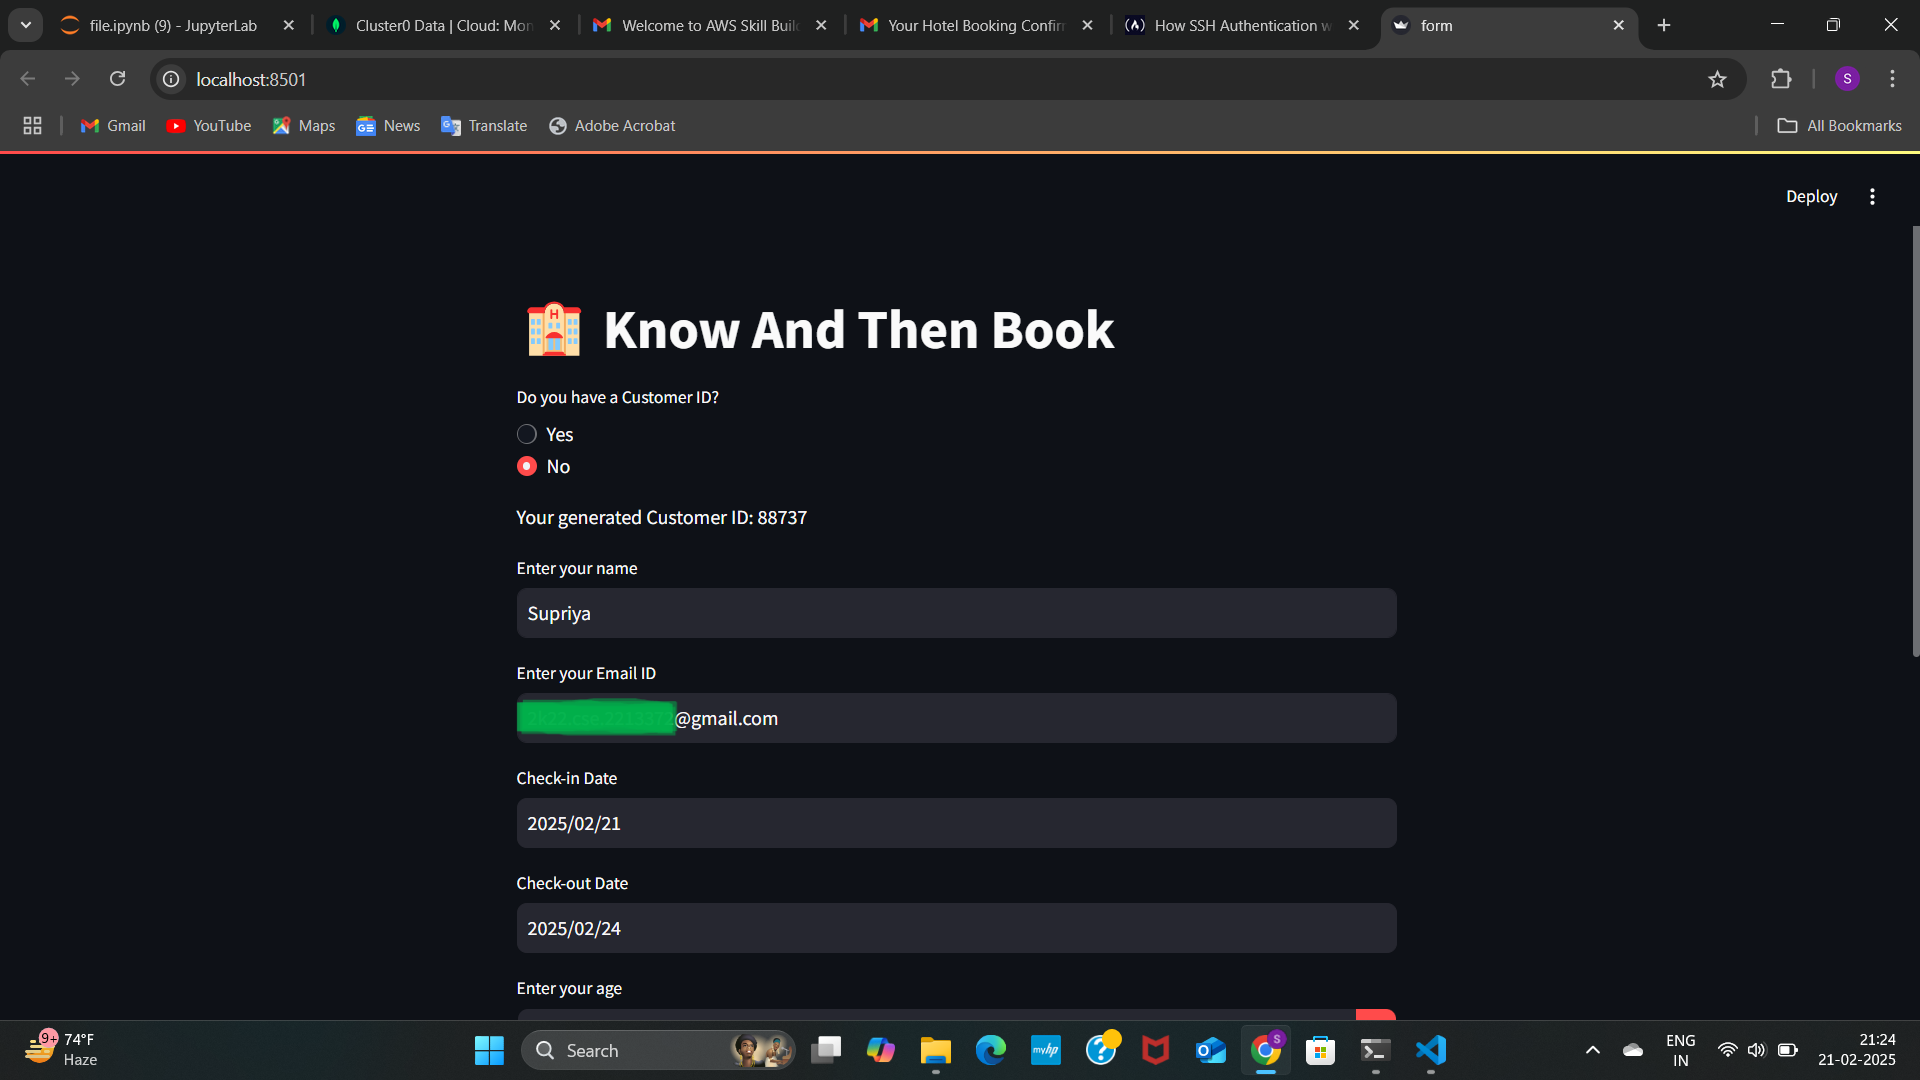 file.ipynb (9) - JupyterLab
Cluster0 Data | Cloud: Mon
Welcome to AWS Skill Buil
Your Hotel Booking Confir
How SSH Authentication w
form
localhost:8501
S
Gmail
YouTube
Maps
News
Translate
Adobe Acrobat
All Bookmarks
Deploy
🏨 Know And Then Book
Do you have a Customer ID?
Yes
No
Your generated Customer ID: 88737
Enter your name
Supriya
Enter your Email ID
@gmail.com
Check-in Date
2025/02/21
Check-out Date
2025/02/24
Enter your age
9+
74°F
Haze
Search
myhp
S
ENG
IN
21:24
21-02-2025